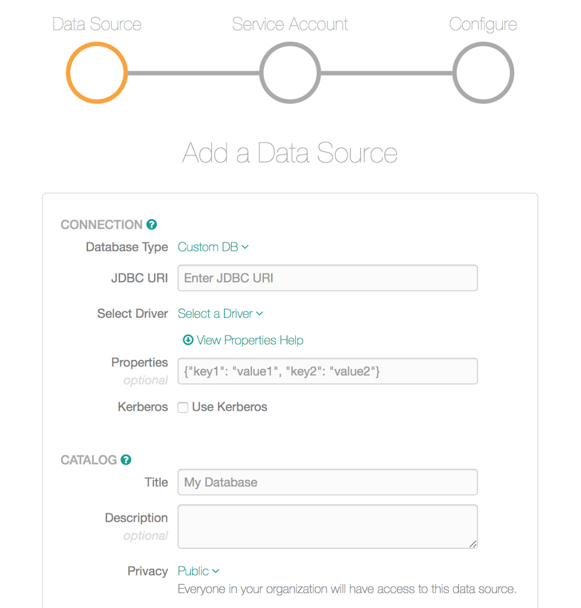 Data Source
Service Account
Configure
Add a Data Source
CONNECTION ?
Database Type Custom DB
JDBC URI Enter JDBC URI
Select Driver Select a Driver
View Properties Help
Properties
optional
{"key1": "value1", "key2": "value2"}
Kerberos Use Kerberos
CATALOG ?
Title My Database
Description
optional
Privacy Public
Everyone in your organization will have access to this data source.